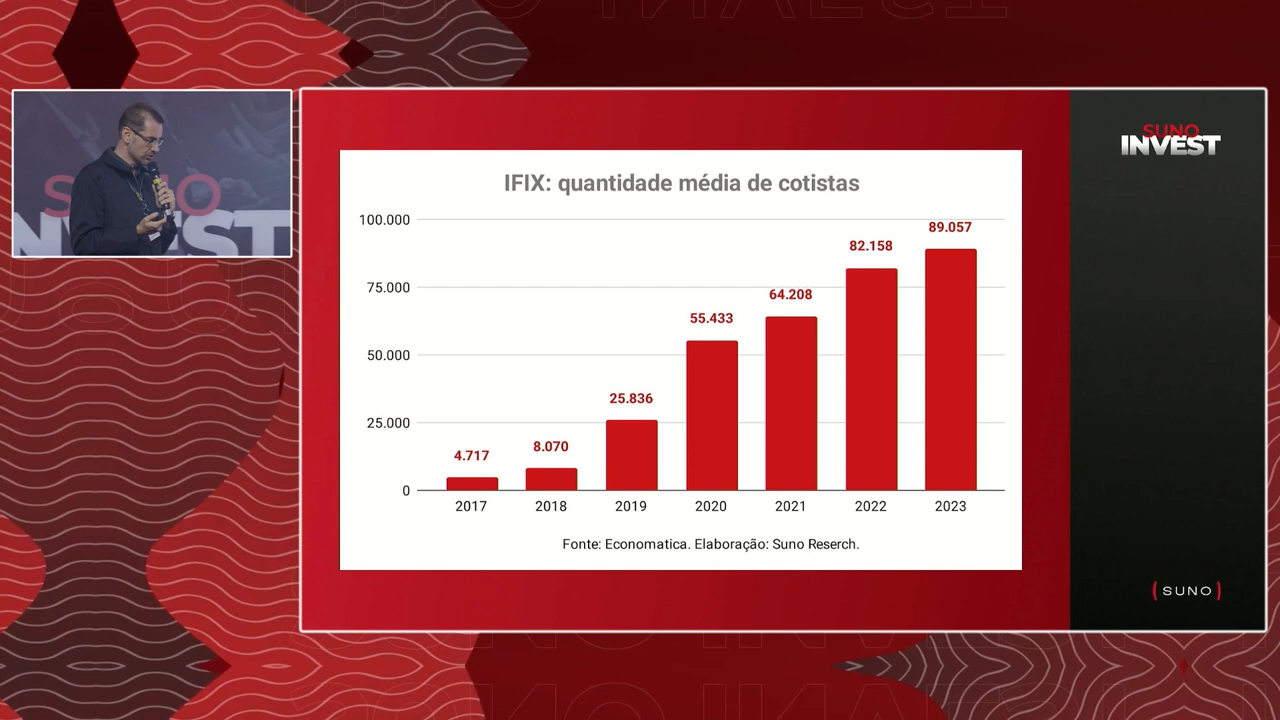 SUNO
INVEST
SUNO
INVEST
IFIX: quantidade média de cotistas
100.000
75.000
50.000
25.000
0
4.717
8.070
25.836
55.433
64.208
82.158
89.057
2017
2018
2019
2020
2021
2022
2023
Fonte: Economatica. Elaboração: Suno Reserch.
(SUNO)